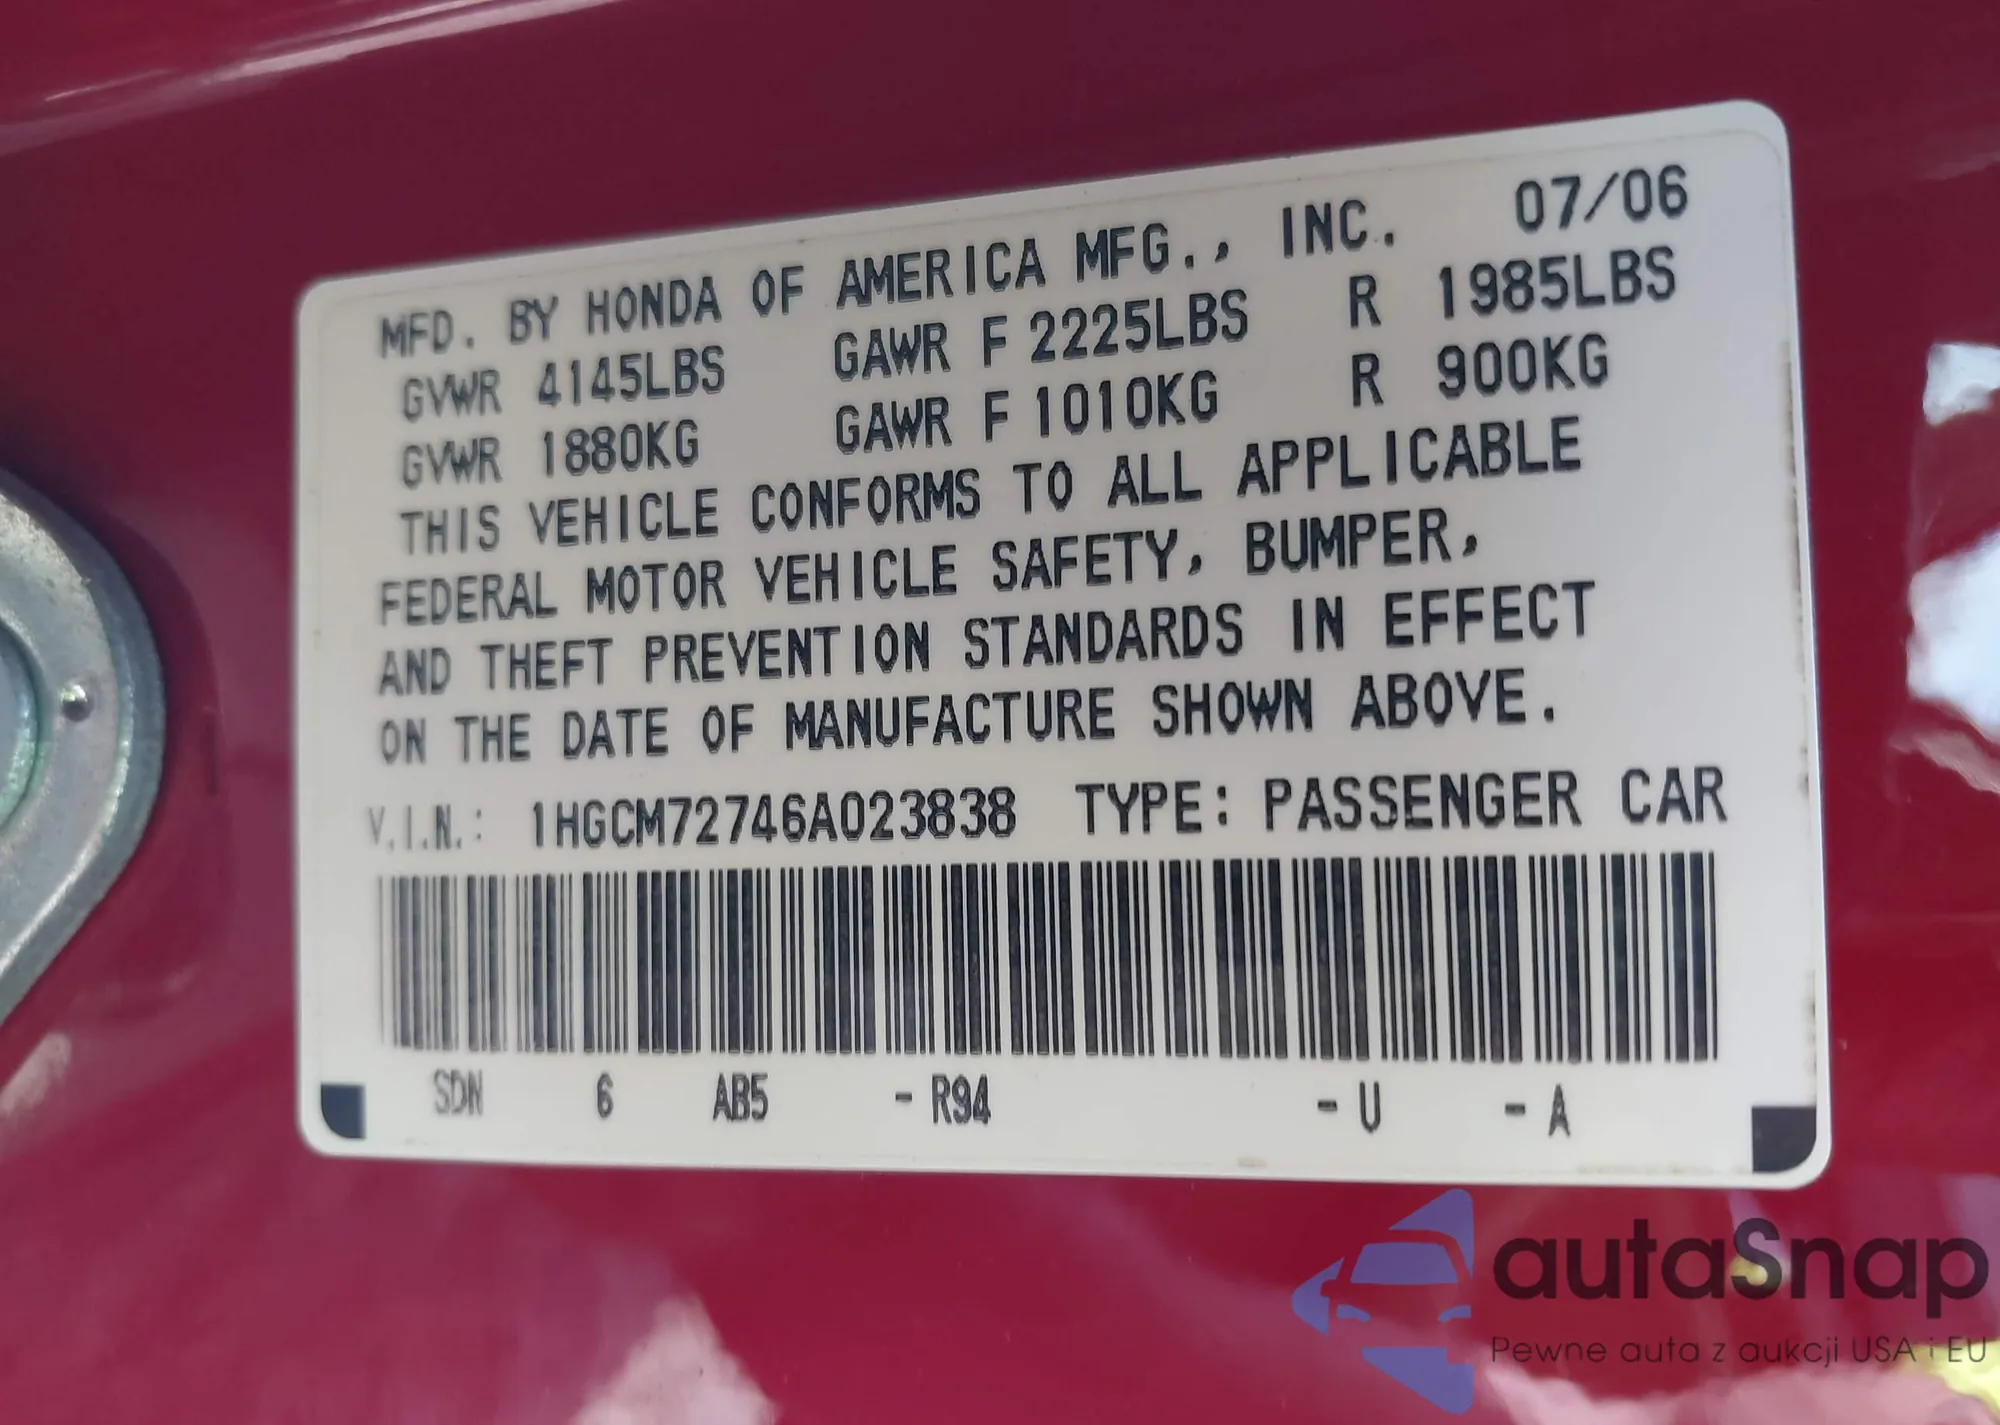 MFD. BY HONDA OF AMERICA MFG., INC. 07/06
GVWR 4145LBS GAWR F 2225LBS R 1985LBS
GVWR 1880KG GAWR F 1010KG R 900KG
THIS VEHICLE CONFORMS TO ALL APPLICABLE
FEDERAL MOTOR VEHICLE SAFETY, BUMPER,
AND THEFT PREVENTION STANDARDS IN EFFECT
ON THE DATE OF MANUFACTURE SHOWN ABOVE.
V.I.N.: 1HGCM72746A023838 TYPE: PASSENGER CAR
SDN 6 AB5 - R94 - U - A
autaSnap
Pewne auta z aukcji USA i EU